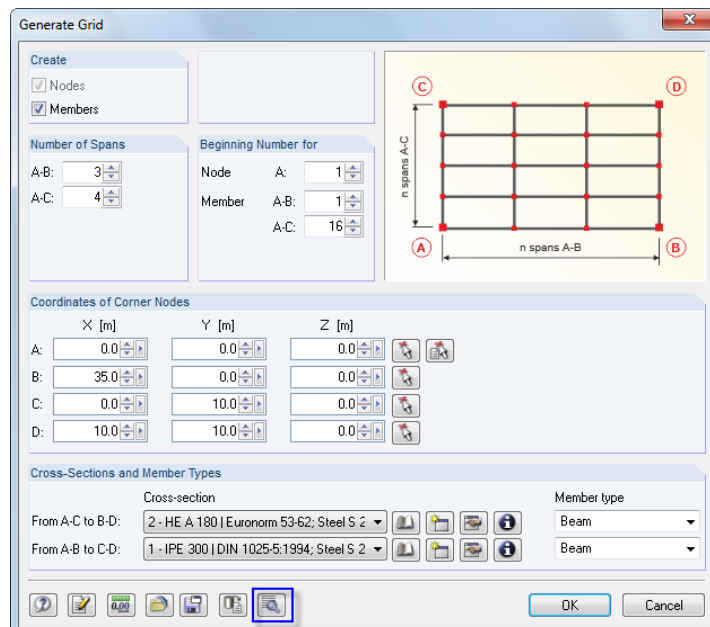 Generate Grid
Create
Nodes
Members
Number of Spans
A-B: 3
A-C: 4
Beginning Number for
Node A: 1
Member A-B: 1
A-C: 16
C D
n spans A-C
A B
n spans A-B
Coordinates of Corner Nodes
X [m] Y [m] Z [m]
A: 0.0 0.0 0.0
B: 35.0 0.0 0.0
C: 0.0 10.0 0.0
D: 10.0 10.0 0.0
Cross-Sections and Member Types
Cross-section Member type
From A-C to B-D: 2 - HE A 180 | Euronorm 53-62; Steel S 2 Beam
From A-B to C-D: 1 - IPE 300 | DIN 1025-5:1994; Steel S 2 Beam
0.00
OK Cancel